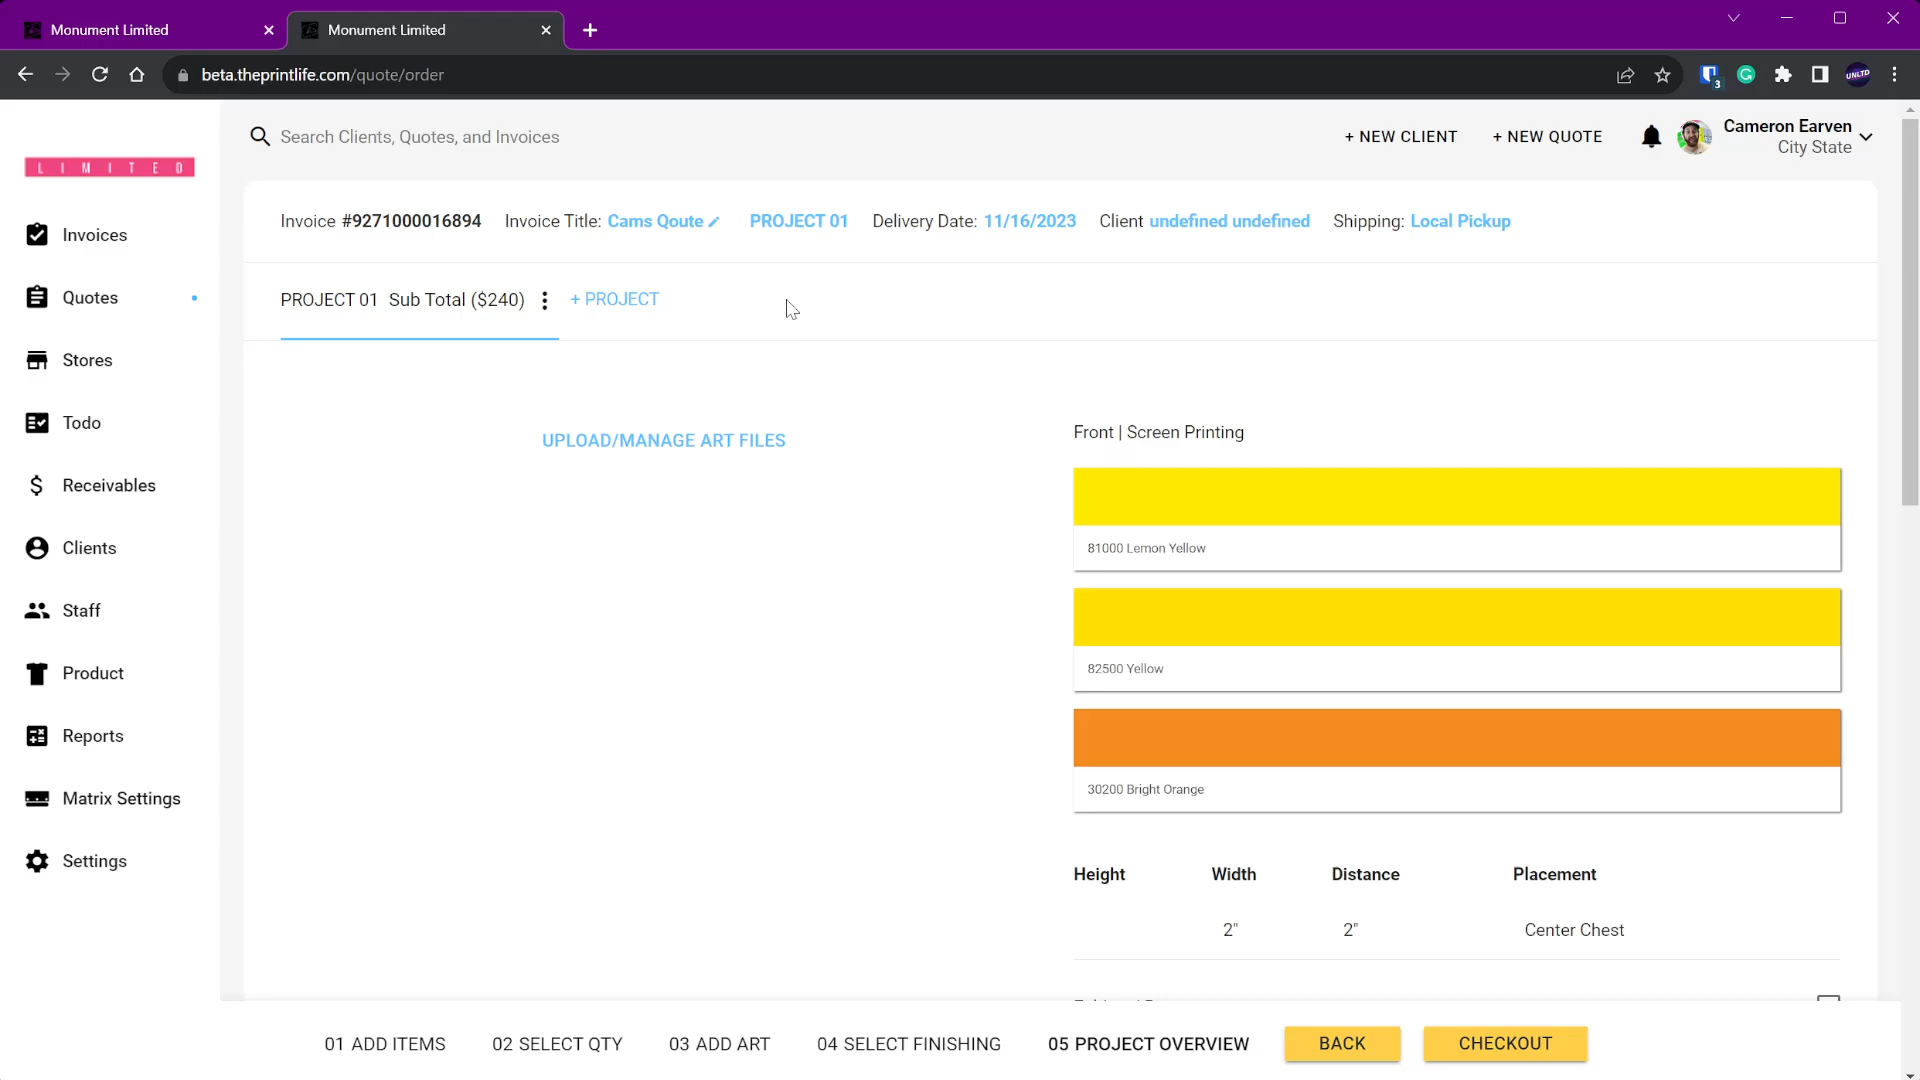 Monument Limited
Monument Limited
beta.theprintlife.com/quote/order
3
UNLTD
LIMITED
Search Clients, Quotes, and Invoices
+ NEW CLIENT
+ NEW QUOTE
Cameron Earven
City State
Invoices
Quotes
Stores
Todo
Receivables
Clients
Staff
Product
Reports
Matrix Settings
Settings
Invoice #9271000016894 Invoice Title: Cams Qoute PROJECT 01 Delivery Date: 11/16/2023 Client undefined undefined Shipping: Local Pickup
PROJECT 01 Sub Total ($240) + PROJECT
UPLOAD/MANAGE ART FILES
Front | Screen Printing
81000 Lemon Yellow
82500 Yellow
30200 Bright Orange
Height Width Distance Placement
2" 2" Center Chest
01 ADD ITEMS 02 SELECT QTY 03 ADD ART 04 SELECT FINISHING 05 PROJECT OVERVIEW BACK CHECKOUT